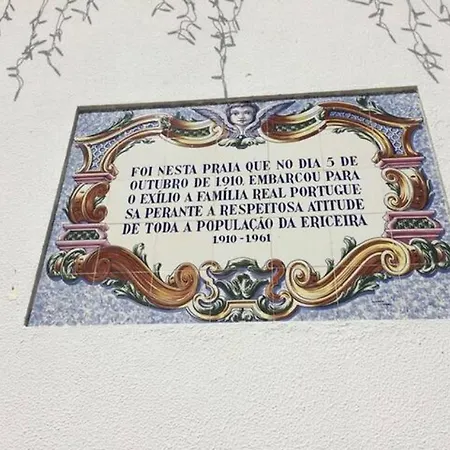 FOI NESTA PRAIA QUE NO DIA 5 DE
OUTUBRO DE 1910, EMBARCOU PARA
O EXÍLIO A FAMÍLIA REAL PORTUGUE-
SA PERANTE A RESPEITOSA ATITUDE
DE TODA A POPULAÇÃO DA ERICEIRA
1910-1961